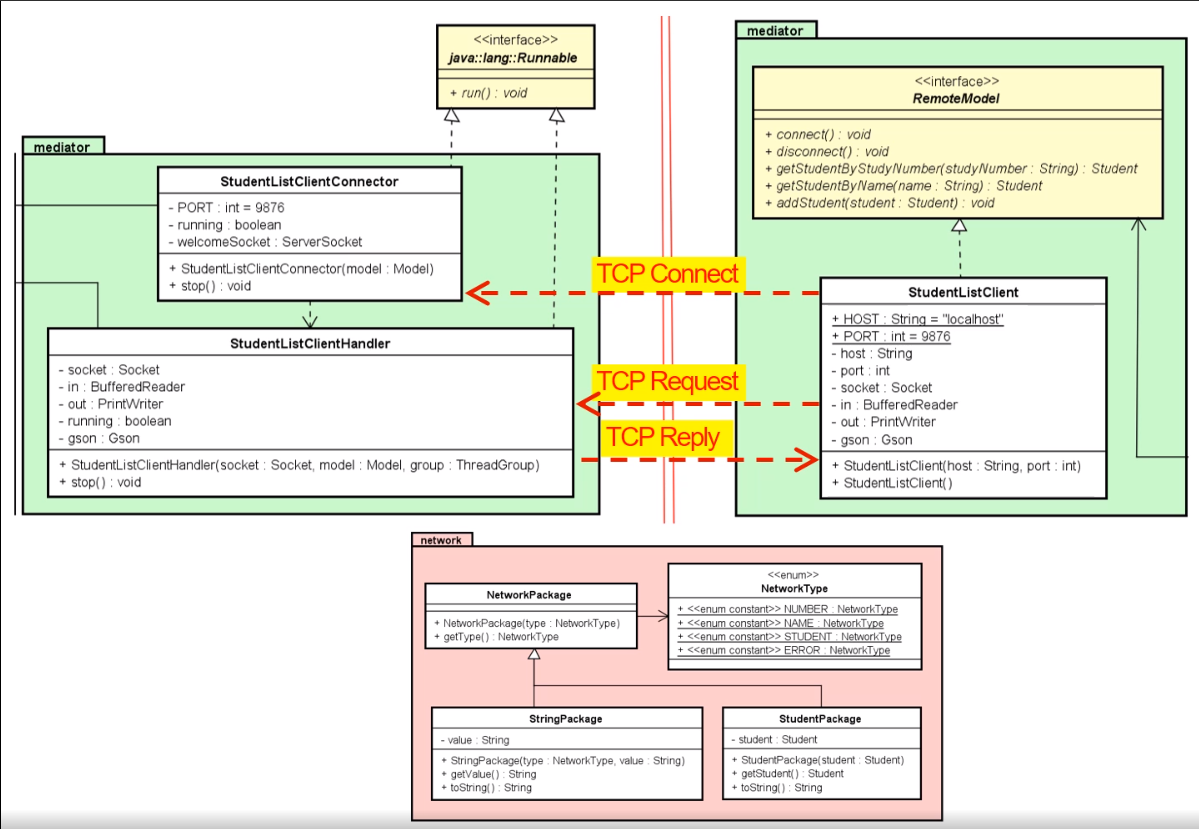 <<interface>>
java::lang::Runnable
+ run() : void
mediator
StudentListClientConnector
- PORT : int = 9876
- running : boolean
- welcomeSocket : ServerSocket
+ StudentListClientConnector(model : Model)
+ stop() : void
StudentListClientHandler
- socket : Socket
- in : BufferedReader
- out : PrintWriter
- running : boolean
- gson : Gson
+ StudentListClientHandler(socket : Socket, model : Model, group : ThreadGroup)
+ stop() : void
TCP Connect
TCP Request
TCP Reply
mediator
<<interface>>
RemoteModel
+ connect() : void
+ disconnect() : void
+ getStudentByStudyNumber(studyNumber : String) : Student
+ getStudentByName(name : String) : Student
+ addStudent(student : Student) : void
StudentListClient
+ HOST : String = "localhost"
+ PORT : int = 9876
- host : String
- port : int
- socket : Socket
- in : BufferedReader
- out : PrintWriter
- gson : Gson
+ StudentListClient(host : String, port : int)
+ StudentListClient()
network
NetworkPackage
+ NetworkPackage(type : NetworkType)
+ getType() : NetworkType
<<enum>>
NetworkType
+ <<enum constant>> NUMBER : NetworkType
+ <<enum constant>> NAME : NetworkType
+ <<enum constant>> STUDENT : NetworkType
+ <<enum constant>> ERROR : NetworkType
StringPackage
- value : String
+ StringPackage(type : NetworkType, value : String)
+ getValue() : String
+ toString() : String
StudentPackage
- student : Student
+ StudentPackage(student : Student)
+ getStudent() : Student
+ toString() : String